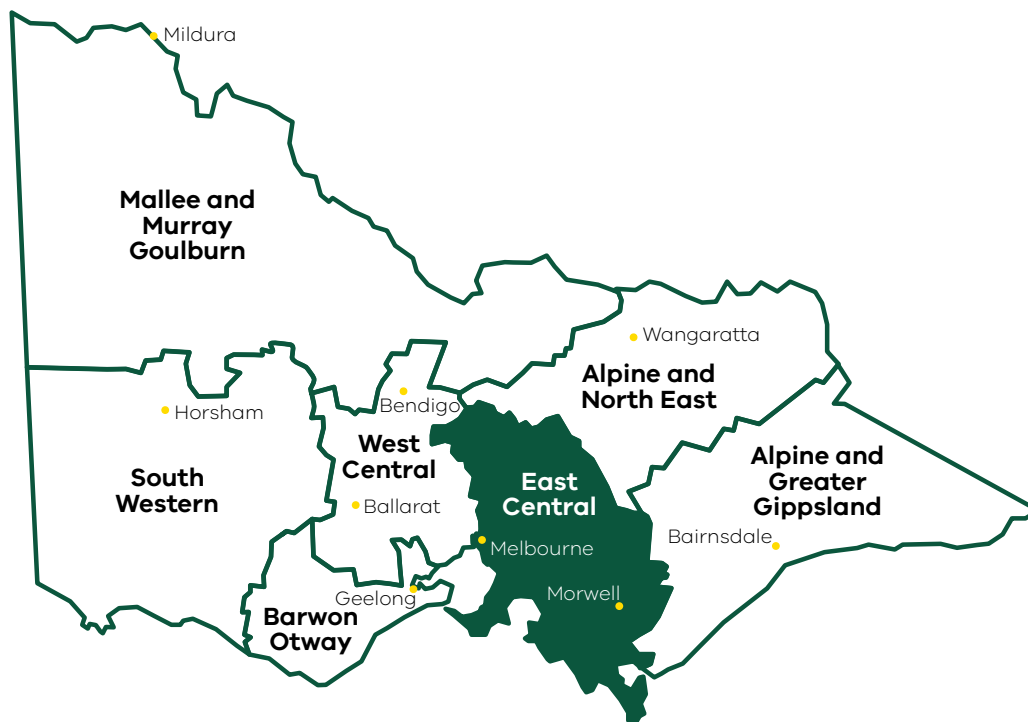 Mildura
Mallee and
Murray
Goulburn
Wangaratta
Alpine and
North East
Bendigo
Horsham
West
Central
South
Western
East
Central
Alpine and
Greater
Gippsland
Ballarat
Melbourne
Bairnsdale
Geelong
Morwell
Barwon
Otway